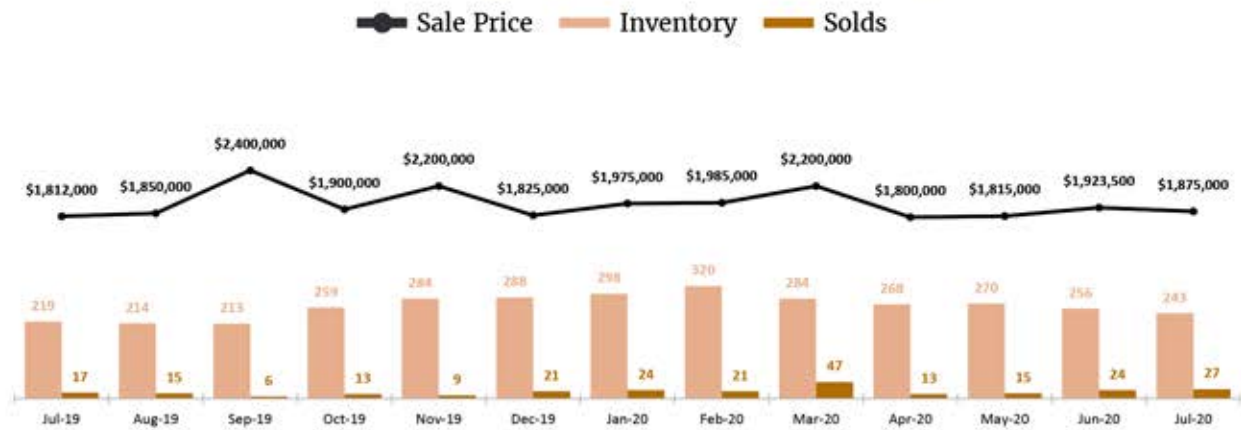 Sale Price Inventory Solds
$1,812,000 $1,850,000 $2,400,000 $1,900,000 $2,200,000 $1,825,000 $1,975,000 $1,985,000 $2,200,000 $1,800,000 $1,815,000 $1,923,500 $1,875,000
219 214 213 259 284 288 298 320 284 268 270 256 243
17 15 6 13 9 21 24 21 47 13 15 24 27
Jul-19 Aug-19 Sep-19 Oct-19 Nov-19 Dec-19 Jan-20 Feb-20 Mar-20 Apr-20 May-20 Jun-20 Jul-20